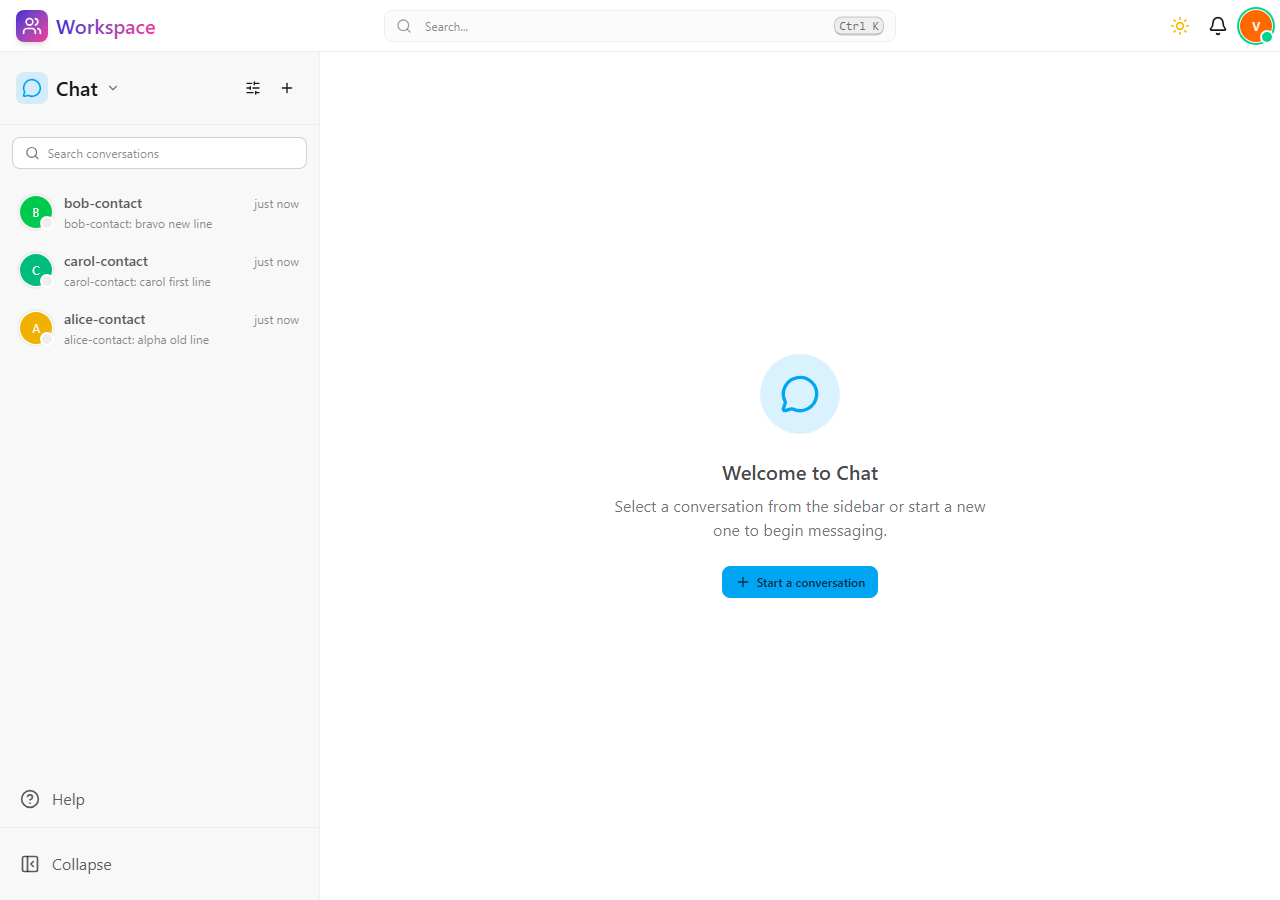 Workspace
Search...
Ctrl K
V
Chat
Search conversations
B
bob-contact
just now
bob-contact: bravo new line
C
carol-contact
just now
carol-contact: carol first line
A
alice-contact
just now
alice-contact: alpha old line
Welcome to Chat
Select a conversation from the sidebar or start a new
one to begin messaging.
Start a conversation
Help
Collapse